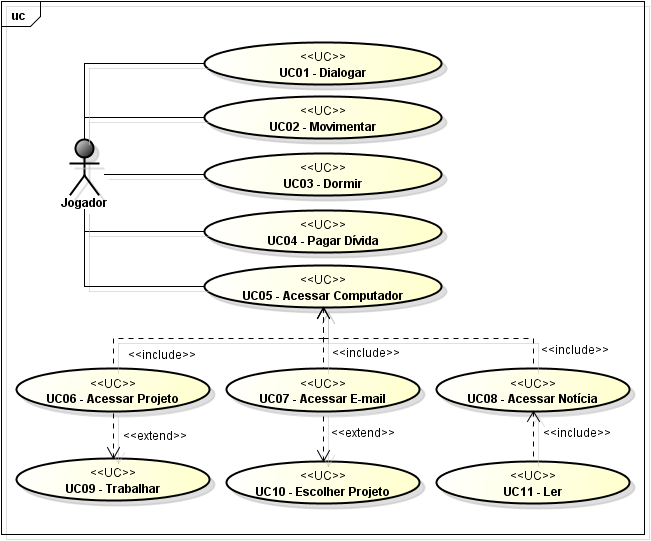 uc
<<UC>>
UC01 - Dialogar
<<UC>>
UC02 - Movimentar
<<UC>>
UC03 - Dormir
Jogador
<<UC>>
UC04 - Pagar Dívida
<<UC>>
UC05 - Acessar Computador
<<include>>
<<include>>
<<include>>
<<UC>>
UC06 - Acessar Projeto
<<UC>>
UC07 - Acessar E-mail
<<UC>>
UC08 - Acessar Notícia
<<extend>>
<<extend>>
<<include>>
<<UC>>
UC09 - Trabalhar
<<UC>>
UC10 - Escolher Projeto
<<UC>>
UC11 - Ler